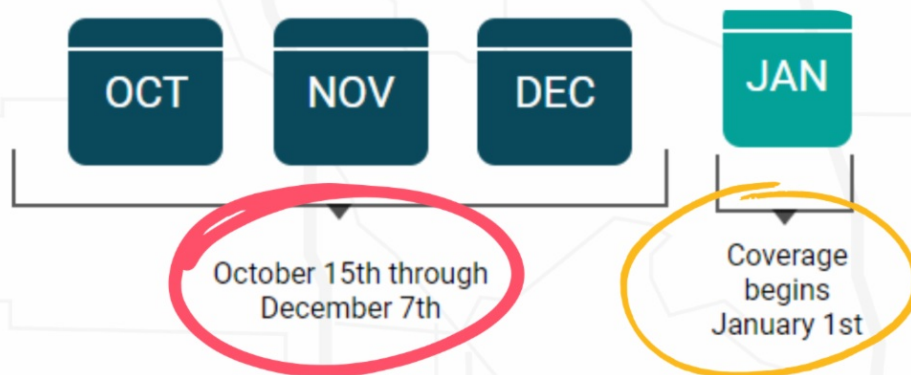 OCT
NOV
DEC
JAN
October 15th through
December 7th
Coverage
begins
January 1st